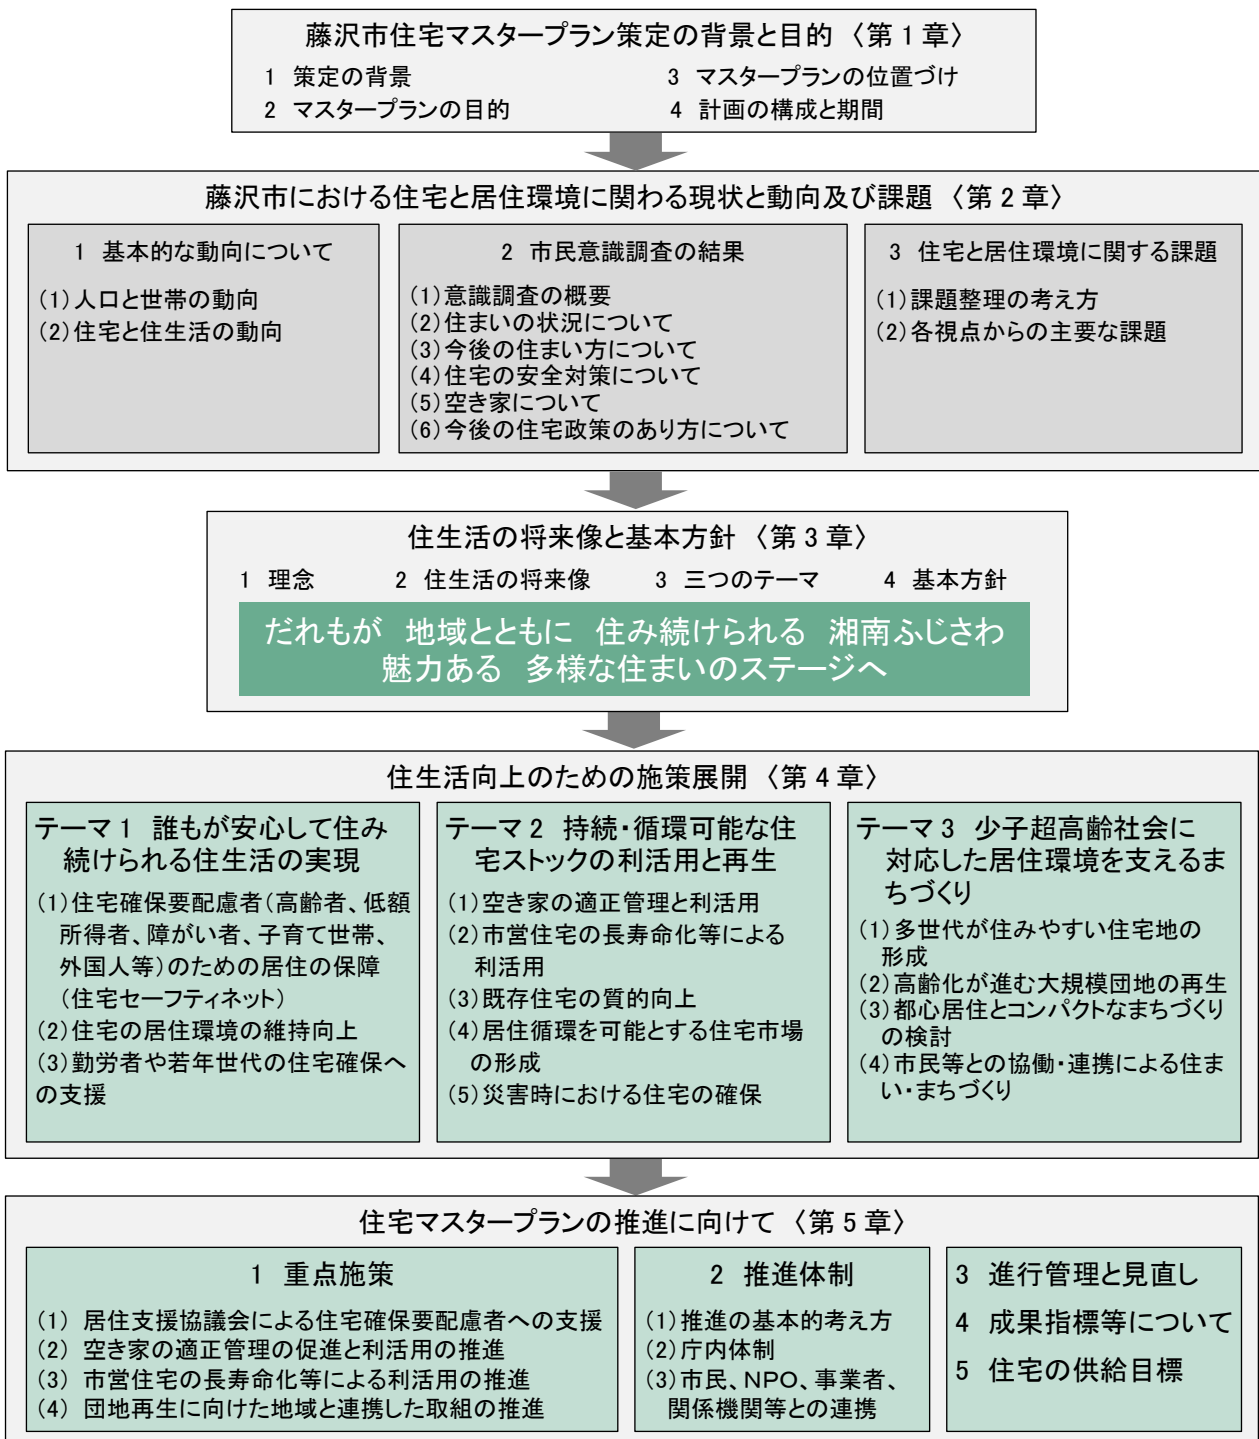 藤沢市住宅マスタープラン策定の背景と目的 〈第1章〉
1 策定の背景
2 マスタープランの目的
3 マスタープランの位置づけ
4 計画の構成と期間
藤沢市における住宅と居住環境に関わる現状と動向及び課題 〈第2章〉
1 基本的な動向について
(1)人口と世帯の動向
(2)住宅と住生活の動向
2 市民意識調査の結果
(1)意識調査の概要
(2)住まいの状況について
(3)今後の住まい方について
(4)住宅の安全対策について
(5)空き家について
(6)今後の住宅政策のあり方について
3 住宅と居住環境に関する課題
(1)課題整理の考え方
(2)各視点からの主要な課題
住生活の将来像と基本方針 〈第3章〉
1 理念 2 住生活の将来像 3 三つのテーマ 4 基本方針
だれもが 地域とともに 住み続けられる 湘南ふじさわ
魅力ある 多様な住まいのステージへ
住生活向上のための施策展開 〈第4章〉
テーマ1 誰もが安心して住み
続けられる住生活の実現
(1)住宅確保要配慮者(高齢者、低額
所得者、障がい者、子育て世帯、
外国人等)のための居住の保障
(住宅セーフティネット)
(2)住宅の居住環境の維持向上
(3)勤労者や若年世代の住宅確保へ
の支援
テーマ2 持続・循環可能な住
宅ストックの利活用と再生
(1)空き家の適正管理と利活用
(2)市営住宅の長寿命化等による
利活用
(3)既存住宅の質的向上
(4)居住循環を可能とする住宅市場
の形成
(5)災害時における住宅の確保
テーマ3 少子超高齢社会に
対応した居住環境を支えるま
ちづくり
(1)多世代が住みやすい住宅地の
形成
(2)高齢化が進む大規模団地の再生
(3)都心居住とコンパクトなまちづくり
の検討
(4)市民等との協働・連携による住ま
い・まちづくり
住宅マスタープランの推進に向けて 〈第5章〉
1 重点施策
(1) 居住支援協議会による住宅確保要配慮者への支援
(2) 空き家の適正管理の促進と利活用の推進
(3) 市営住宅の長寿命化等による利活用の推進
(4) 団地再生に向けた地域と連携した取組の推進
2 推進体制
(1)推進の基本的考え方
(2)庁内体制
(3)市民、NPO、事業者、
関係機関等との連携
3 進行管理と見直し
4 成果指標等について
5 住宅の供給目標